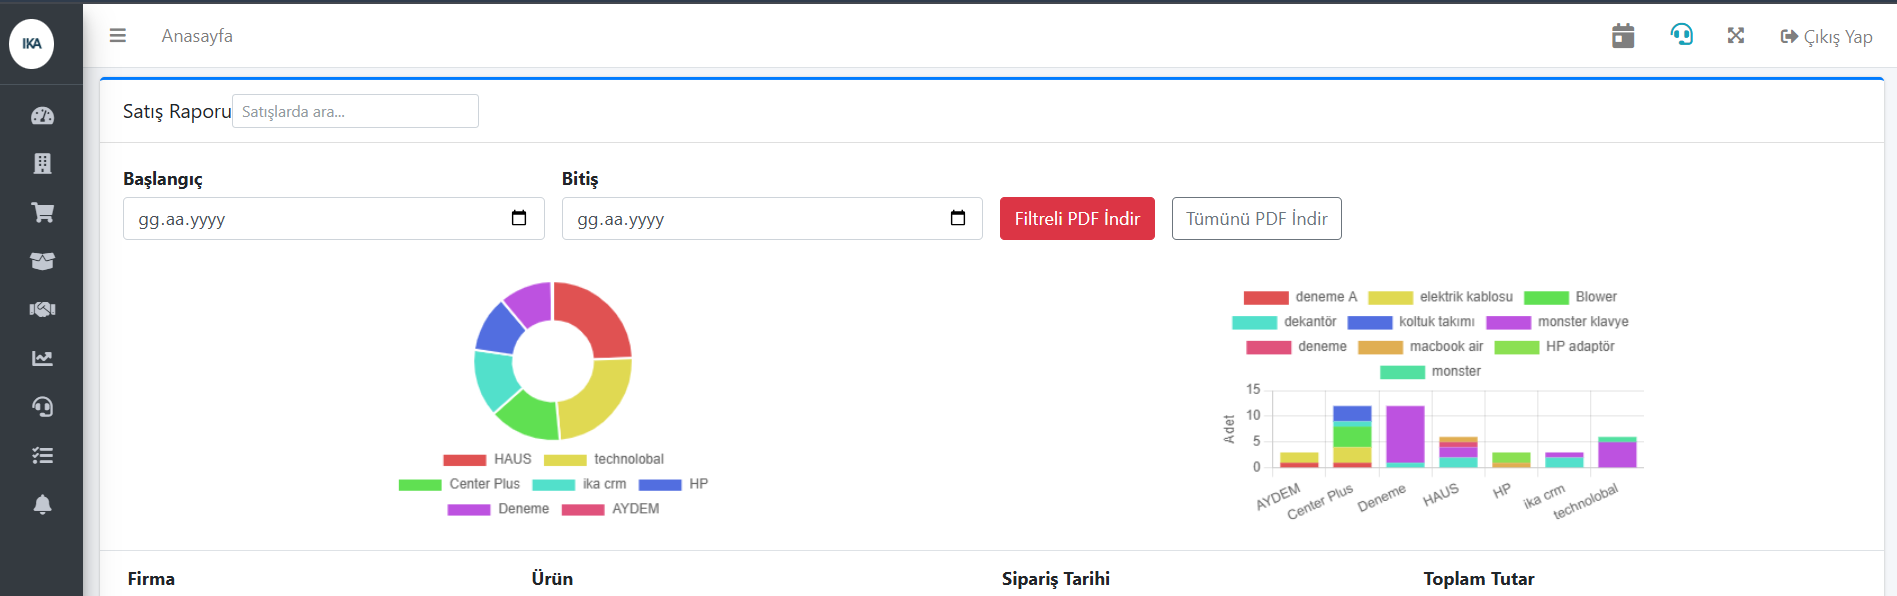 IKA
Anasayfa
Çıkış Yap
Satış Raporu
Satışlarda ara...
Başlangıç
Bitiş
gg.aa.yyyy
gg.aa.yyyy
Filtreli PDF İndir
Tümünü PDF İndir
HAUS technolobal
Center Plus ika crm HP
Deneme AYDEM
deneme A elektrik kablosu Blower
dekantör koltuk takımı monster klavye
deneme macbook air HP adaptör
monster
Adet
15
10
5
0
AYDEM
Center Plus
Deneme
HAUS
HP
ika crm
technolobal
Firma Ürün Sipariş Tarihi Toplam Tutar